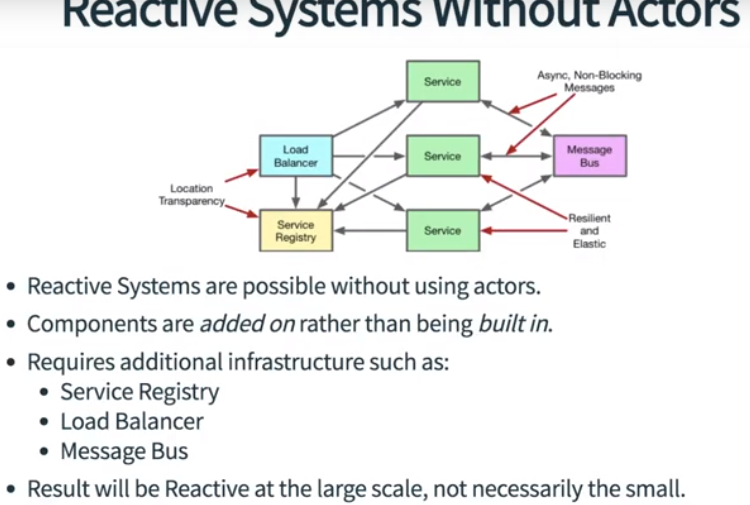 Reactive Systems Without Actors
Service
Async, Non-Blocking
Messages
Load
Balancer
Service
Message
Bus
Location
Transparency
Service
Registry
Service
Resilient
and
Elastic
• Reactive Systems are possible without using actors.
• Components are added on rather than being built in.
• Requires additional infrastructure such as:
• Service Registry
• Load Balancer
• Message Bus
• Result will be Reactive at the large scale, not necessarily the small.